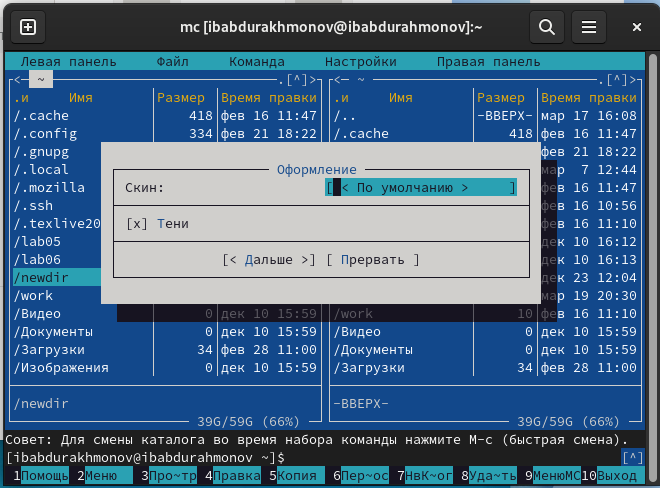 mc [ibabdurakhmonov@ibabdurahmonov]:~
Левая панель Файл Команда Настройки Правая панель
<─ ~ .[^]> <─ ~ .[^]>
.и Имя Размер Время правки .и Имя Размер Время правки
/.cache 418 фев 16 11:47 /.. -ВВЕРХ- мар 17 16:08
/.config 334 фев 21 18:22 /.cache 418 фев 16 11:47
/.gnupg фев 21 18:22
/.local мар 7 12:44
/.mozilla фев 16 11:47
/.ssh фев 16 10:56
/.texlive20 фев 16 11:10
/lab05 дек 10 16:12
/lab06 дек 10 16:13
/newdir дек 23 12:04
/work мар 19 20:30
Оформление
Скин: [ < По умолчанию > ]
[x] Тени
[< Дальше >] [ Прервать ]
/Видео 0 дек 10 15:59 /work 10 фев 16 11:10
/Документы 0 дек 10 15:59 /Видео 0 дек 10 15:59
/Загрузки 34 фев 28 11:00 /Документы 0 дек 10 15:59
/Изображения 0 дек 10 15:59 /Загрузки 34 фев 28 11:00
/newdir -ВВЕРХ-
39G/59G (66%) 39G/59G (66%)
Совет: Для смены каталога во время набора команды нажмите M-c (быстрая смена).
[ibabdurakhmonov@ibabdurahmonov ~]$ [^]
1Помощь 2Меню 3Про~тр 4Правка 5Копия 6Пер~ос 7НвК~ог 8Уда~ть 9МенюMC 10Выход